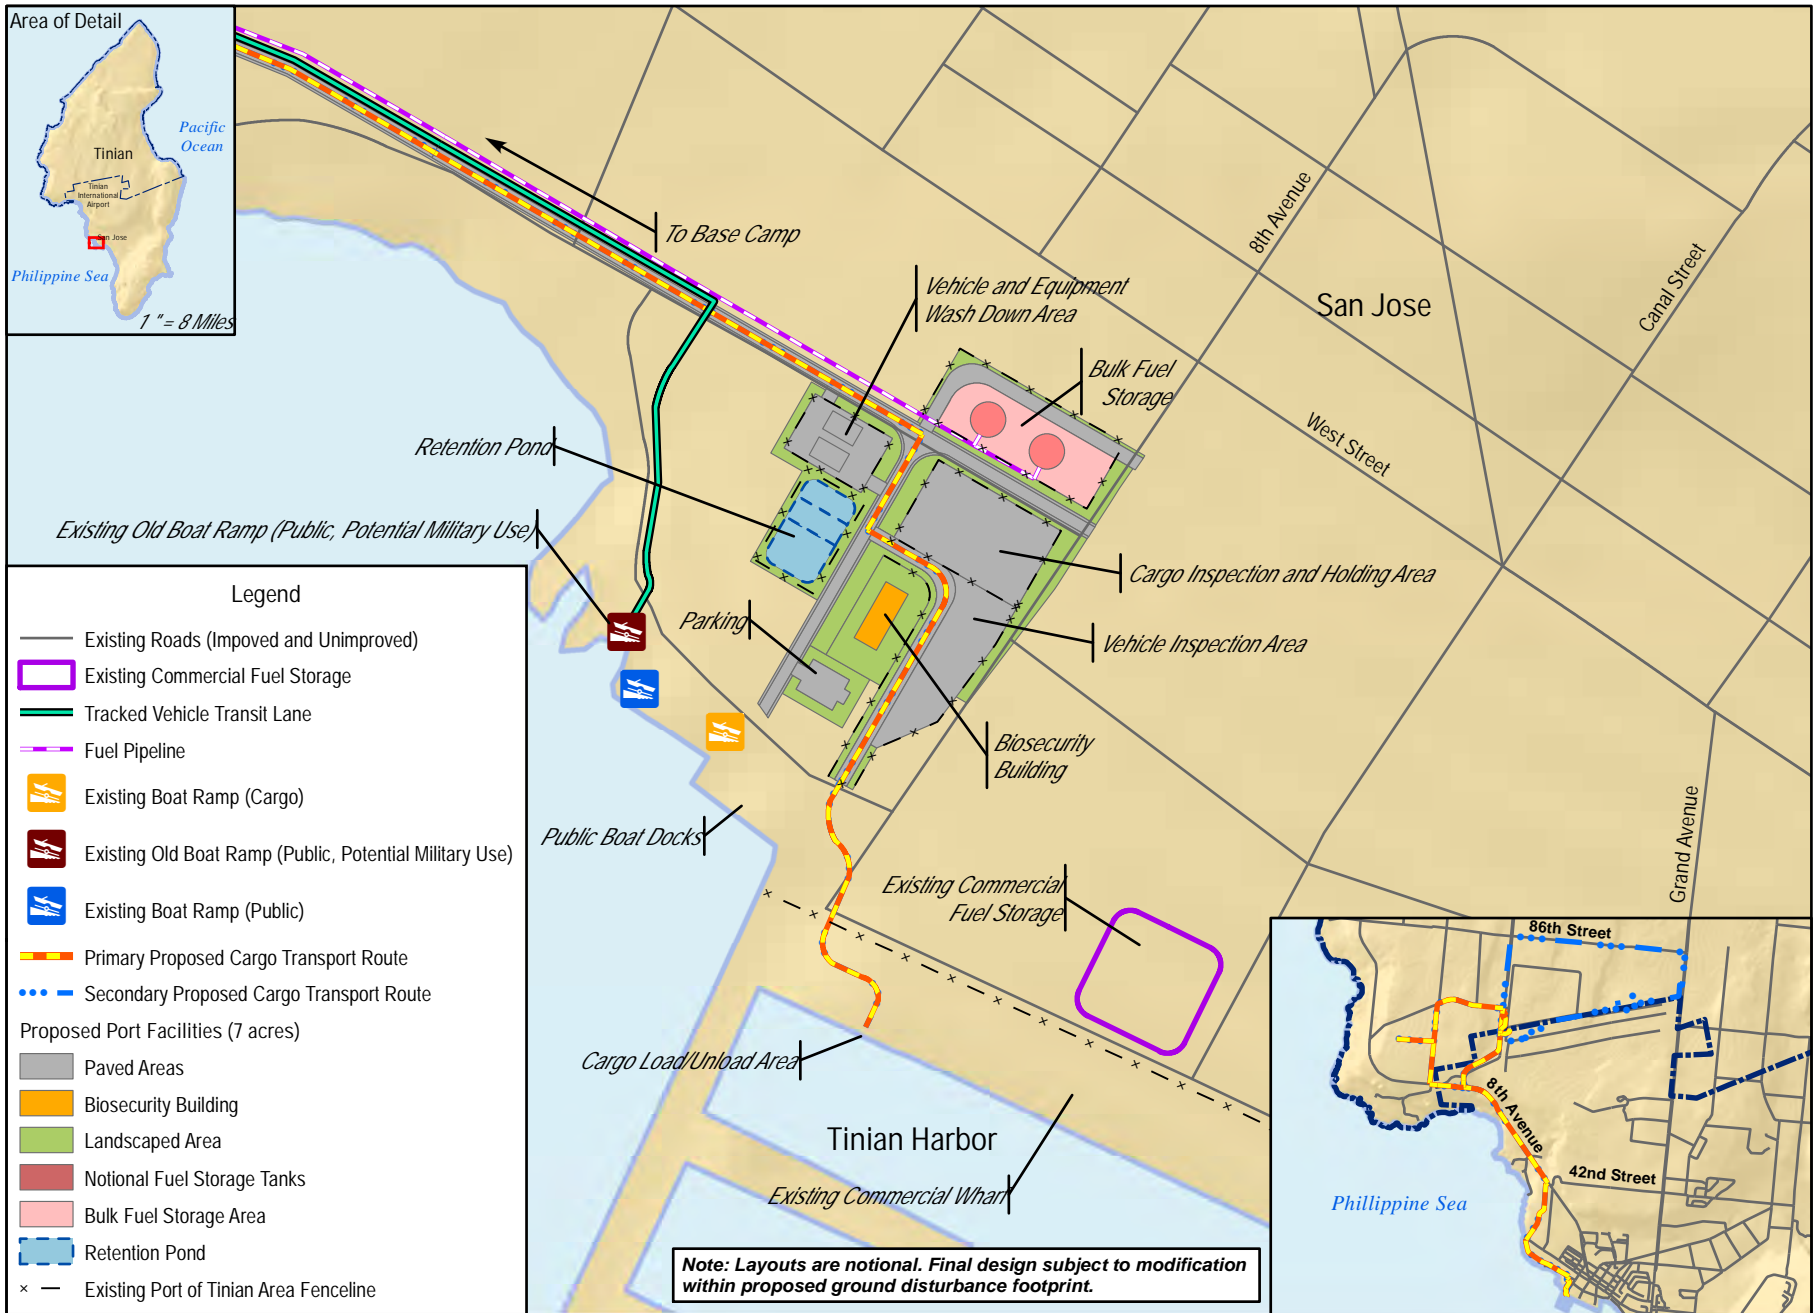 Area of Detail
Pacific
Ocean
Tinian
Tinian
International
Airport
San Jose
Philippine Sea
1 " = 8 Miles
To Base Camp
Vehicle and Equipment
Wash Down Area
Bulk Fuel
Storage
8th Avenue
San Jose
Canal Street
West Street
Retention Pond
Existing Old Boat Ramp (Public, Potential Military Use)
Cargo Inspection and Holding Area
Parking
Vehicle Inspection Area
Biosecurity
Building
Public Boat Docks
Grand Avenue
Existing Commercial
Fuel Storage
Cargo Load/Unload Area
Tinian Harbor
Existing Commercial Wharf
Legend
Existing Roads (Impoved and Unimproved)
Existing Commercial Fuel Storage
Tracked Vehicle Transit Lane
Fuel Pipeline
Existing Boat Ramp (Cargo)
Existing Old Boat Ramp (Public, Potential Military Use)
Existing Boat Ramp (Public)
Primary Proposed Cargo Transport Route
Secondary Proposed Cargo Transport Route
Proposed Port Facilities (7 acres)
Paved Areas
Biosecurity Building
Landscaped Area
Notional Fuel Storage Tanks
Bulk Fuel Storage Area
Retention Pond
Existing Port of Tinian Area Fenceline
Note: Layouts are notional. Final design subject to modification
within proposed ground disturbance footprint.
86th Street
8th Avenue
42nd Street
Phillippine Sea